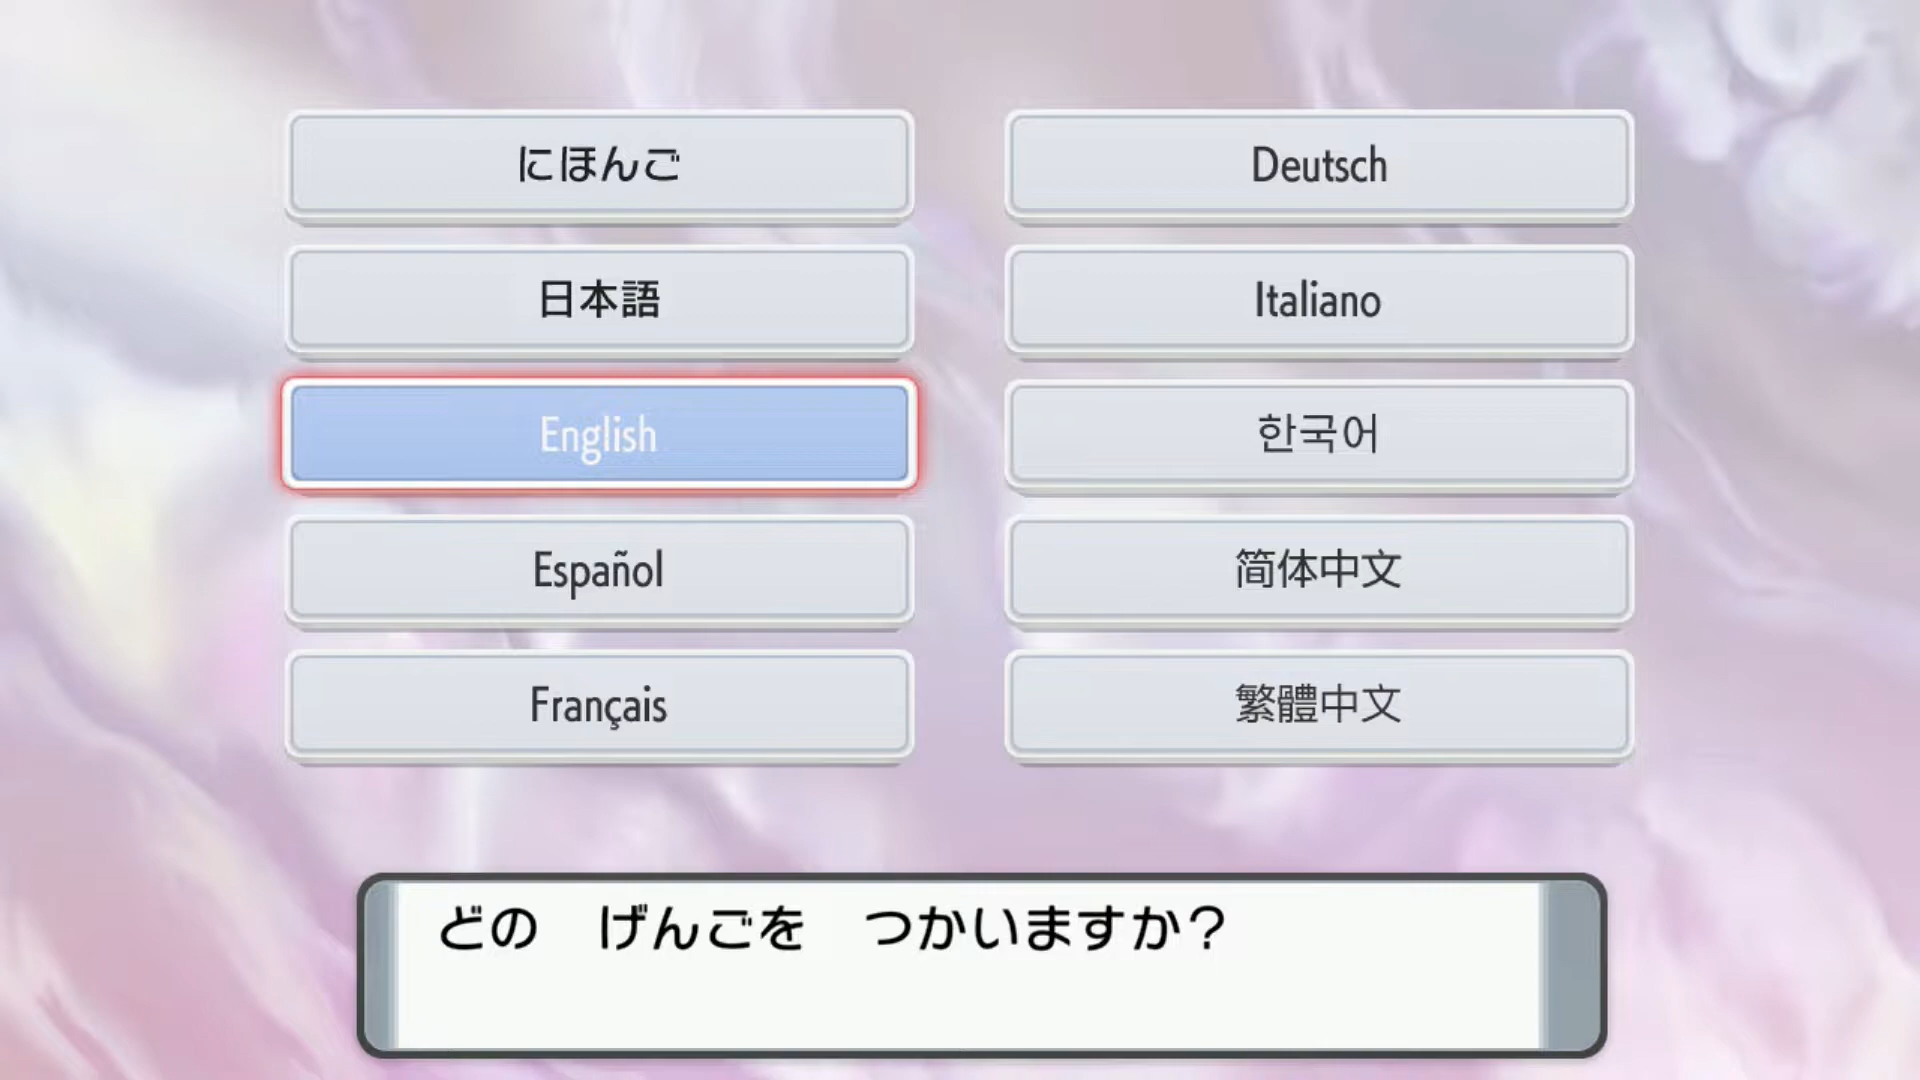 にほんご
日本語
English
Español
Français
Deutsch
Italiano
한국어
简体中文
繁體中文
どの　げんごを　つかいますか？